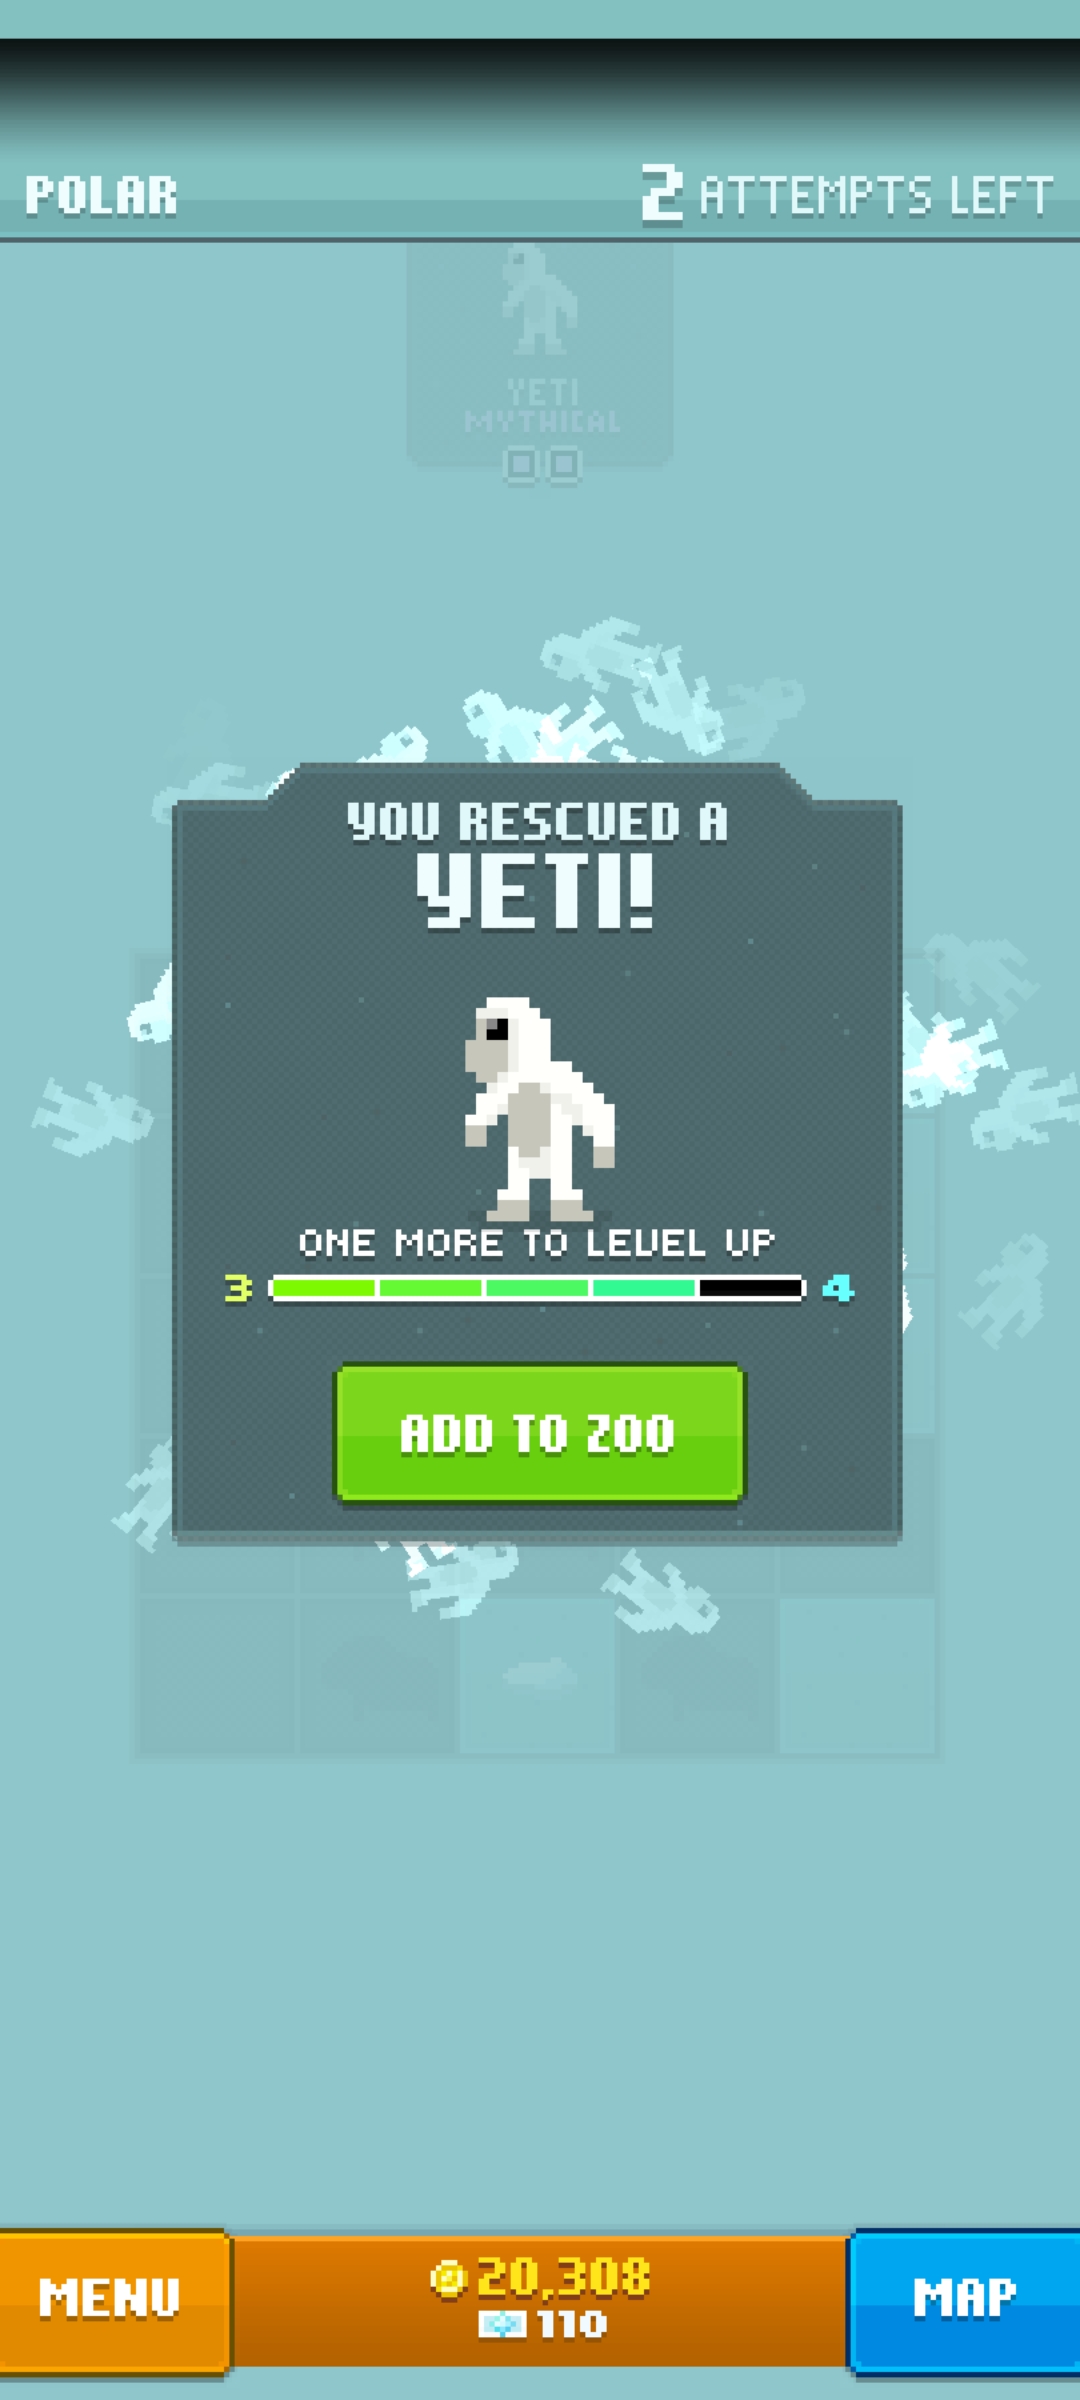 POLAR
2 ATTEMPTS LEFT
YETI
MYTHICAL
YOU RESCUED A
YETI!
ONE MORE TO LEVEL UP
3 4
ADD TO ZOO
MENU
20,308
110
MAP